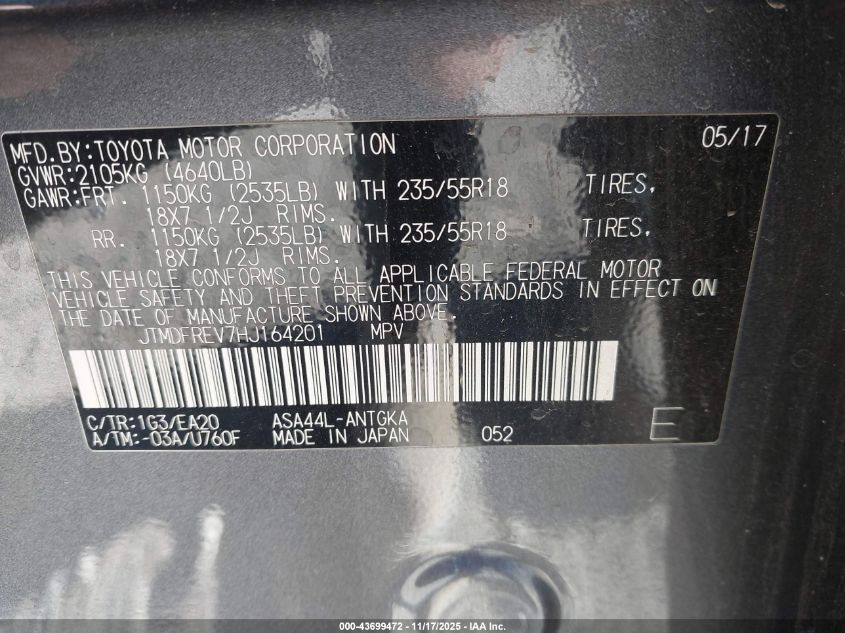 MFD.BY:TOYOTA MOTOR CORPORATION 05/17
GVWR:2105KG (4640LB)
GAWR:FRT. 1150KG (2535LB) WITH 235/55R18 TIRES,
18X7 1/2J RIMS.
RR. 1150KG (2535LB) WITH 235/55R18 TIRES,
18X7 1/2J RIMS.
THIS VEHICLE CONFORMS TO ALL APPLICABLE FEDERAL MOTOR
VEHICLE SAFETY AND THEFT PREVENTION STANDARDS IN EFFECT ON
THE DATE OF MANUFACTURE SHOWN ABOVE.
JTMDFREV7HJ164201 MPV
C/TR:1G3/EA20 ASA44L-ANTGKA
A/TM:-03A/U760F MADE IN JAPAN 052 E
000-43699472 - 11/17/2025 - IAA Inc.